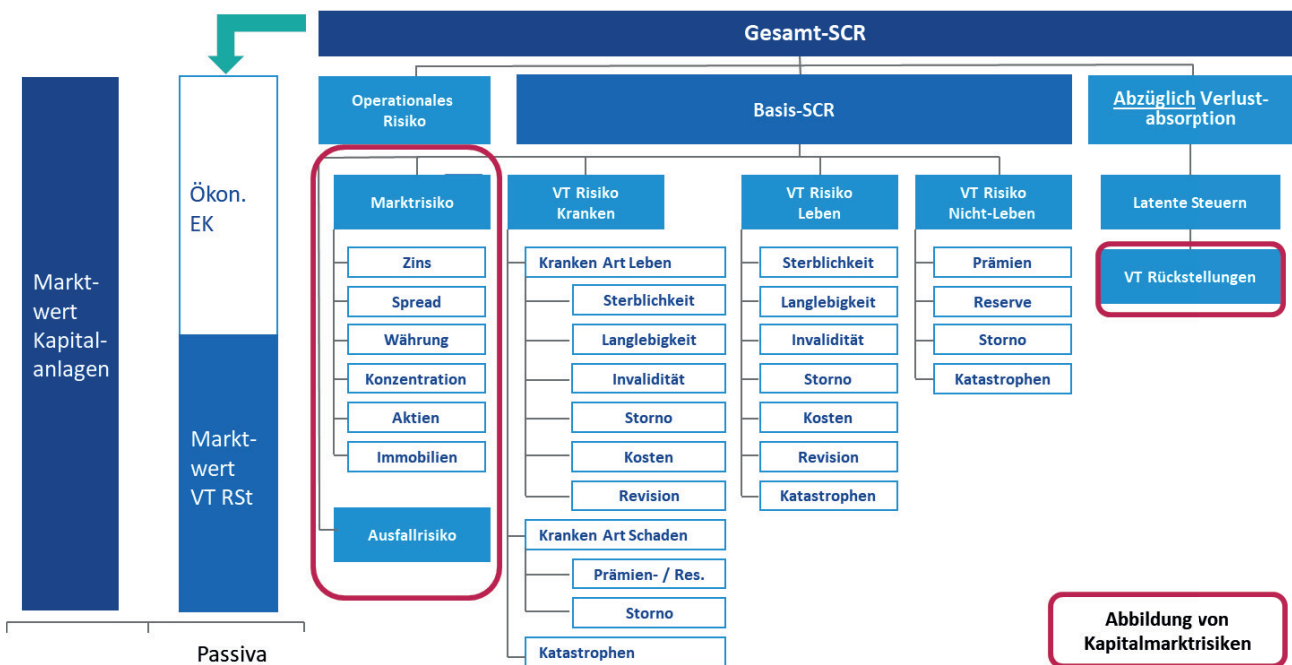 Gesamt-SCR
Operationales
Risiko
Basis-SCR
Abzüglich Verlust-
absorption
Markt-
wert
Kapital-
anlagen
Ökon.
EK
Markt-
wert
VT RSt
Passiva
Marktrisiko
Zins
Spread
Währung
Konzentration
Aktien
Immobilien
Ausfallrisiko
VT Risiko
Kranken
Kranken Art Leben
Sterblichkeit
Langlebigkeit
Invalidität
Storno
Kosten
Revision
Kranken Art Schaden
Prämien- / Res.
Storno
Katastrophen
VT Risiko
Leben
Sterblichkeit
Langlebigkeit
Invalidität
Storno
Kosten
Revision
Katastrophen
VT Risiko
Nicht-Leben
Prämien
Reserve
Storno
Katastrophen
Latente Steuern
VT Rückstellungen
Abbildung von
Kapitalmarktrisiken